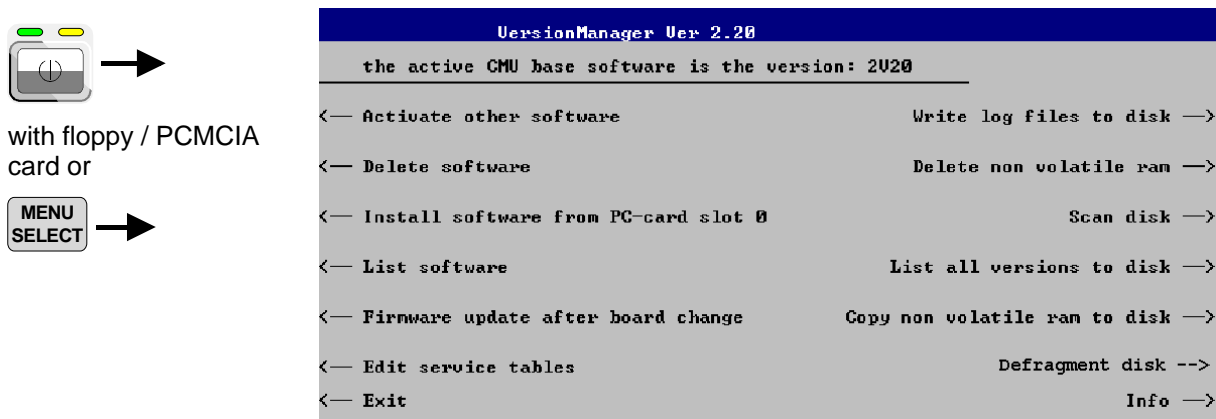 VersionManager Ver 2.20
the active CMU base software is the version: 2V20
with floppy / PCMCIA
card or
MENU
SELECT
<— Activate other software Write log files to disk —>
<— Delete software Delete non volatile ram —>
<— Install software from PC-card slot 0 Scan disk —>
<— List software List all versions to disk —>
<— Firmware update after board change Copy non volatile ram to disk —>
<— Edit service tables Defragment disk -->
<— Exit Info —>